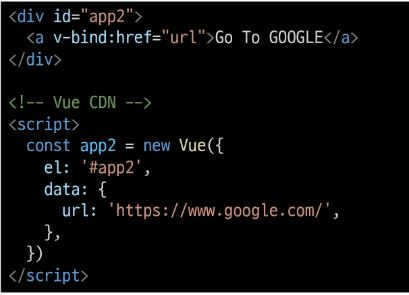 <div id="app2">
  <a v-bind:href="url">Go To GOOGLE</a>
</div>

<!-- Vue CDN -->
<script>
  const app2 = new Vue({
    el: '#app2',
    data: {
      url: 'https://www.google.com/',
    },
  })
</script>